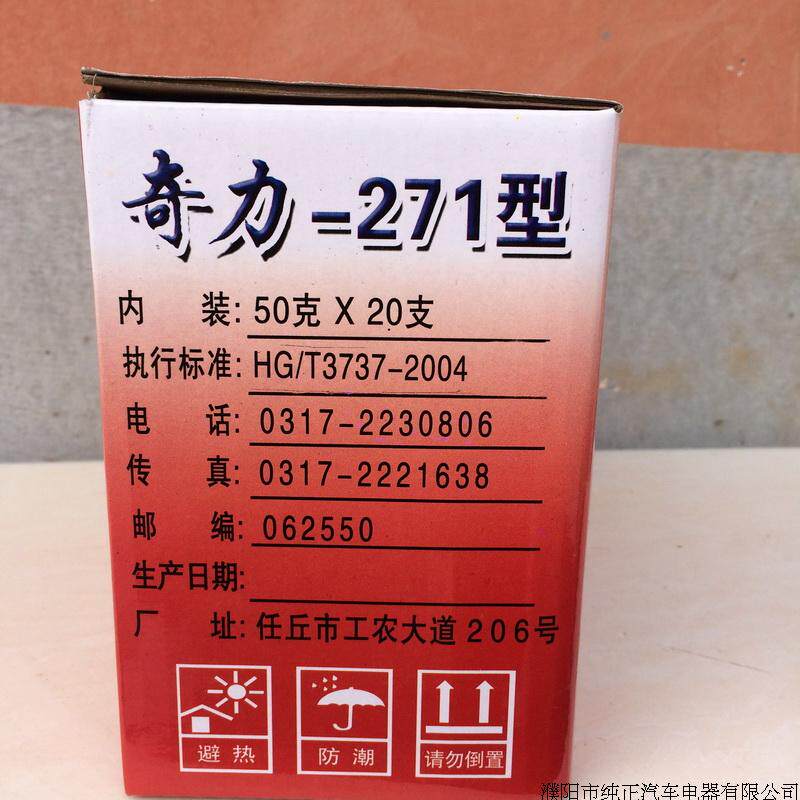 奇力-271型
内装: 50克 X 20支
执行标准: HG/T3737-2004
电话: 0317-2230806
传真: 0317-2221638
邮编: 062550
生产日期:
厂址: 任丘市工农大道206号
避热 防潮 请勿倒置
濮阳市纯正汽车电器有限公司